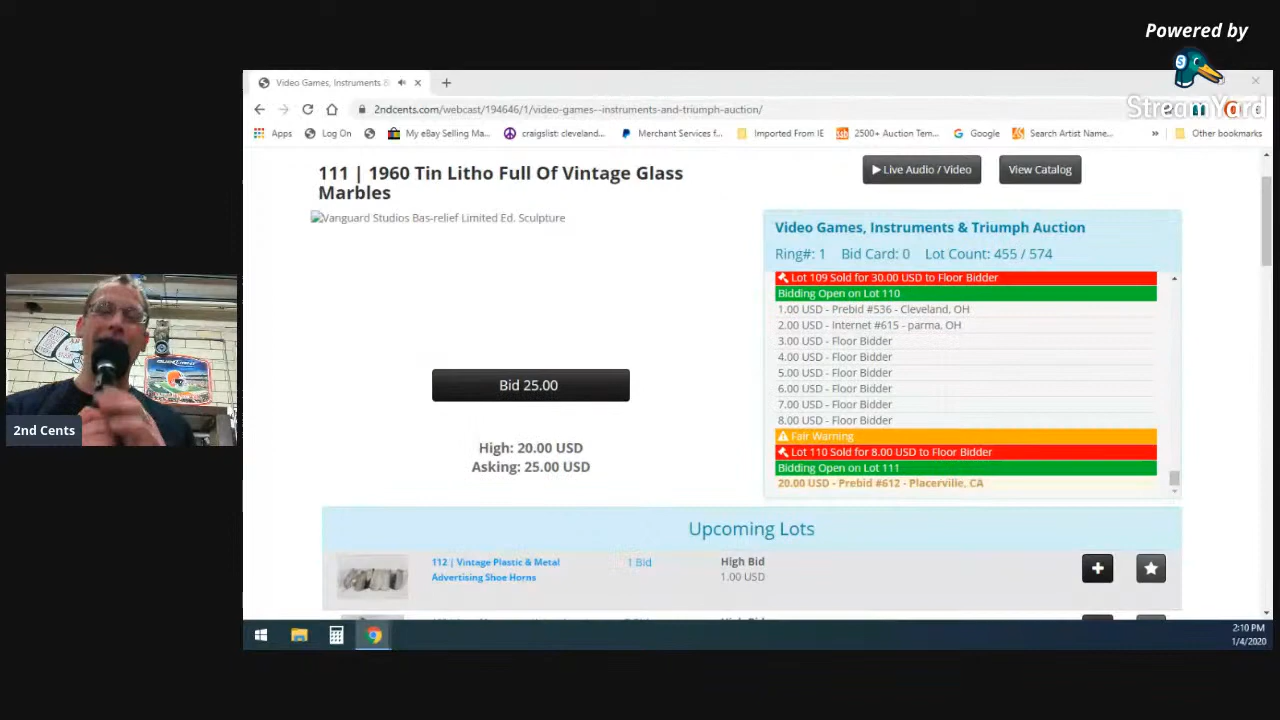 Powered by
StreamYard
Video Games, Instruments &
2ndcents.com/webcast/194646/1/video-games--instruments-and-triumph-auction/
Apps
Log On
My eBay Selling Ma...
craigslist: cleveland...
Merchant Services f...
Imported From IE
2500+ Auction Tem...
Google
Search Artist Name...
»
Other bookmarks
111 | 1960 Tin Litho Full Of Vintage Glass
Marbles
Live Audio / Video
View Catalog
Vanguard Studios Bas-relief Limited Ed. Sculpture
Video Games, Instruments & Triumph Auction
Ring#: 1 Bid Card: 0 Lot Count: 455 / 574
Lot 109 Sold for 30.00 USD to Floor Bidder
Bidding Open on Lot 110
1.00 USD - Prebid #536 - Cleveland, OH
2.00 USD - Internet #615 - parma, OH
3.00 USD - Floor Bidder
4.00 USD - Floor Bidder
5.00 USD - Floor Bidder
6.00 USD - Floor Bidder
7.00 USD - Floor Bidder
8.00 USD - Floor Bidder
Fair Warning
Lot 110 Sold for 8.00 USD to Floor Bidder
Bidding Open on Lot 111
20.00 USD - Prebid #612 - Placerville, CA
Bid 25.00
High: 20.00 USD
Asking: 25.00 USD
2nd Cents
Upcoming Lots
112 | Vintage Plastic & Metal
Advertising Shoe Horns
1 Bid
High Bid
1.00 USD
2:10 PM
1/4/2020